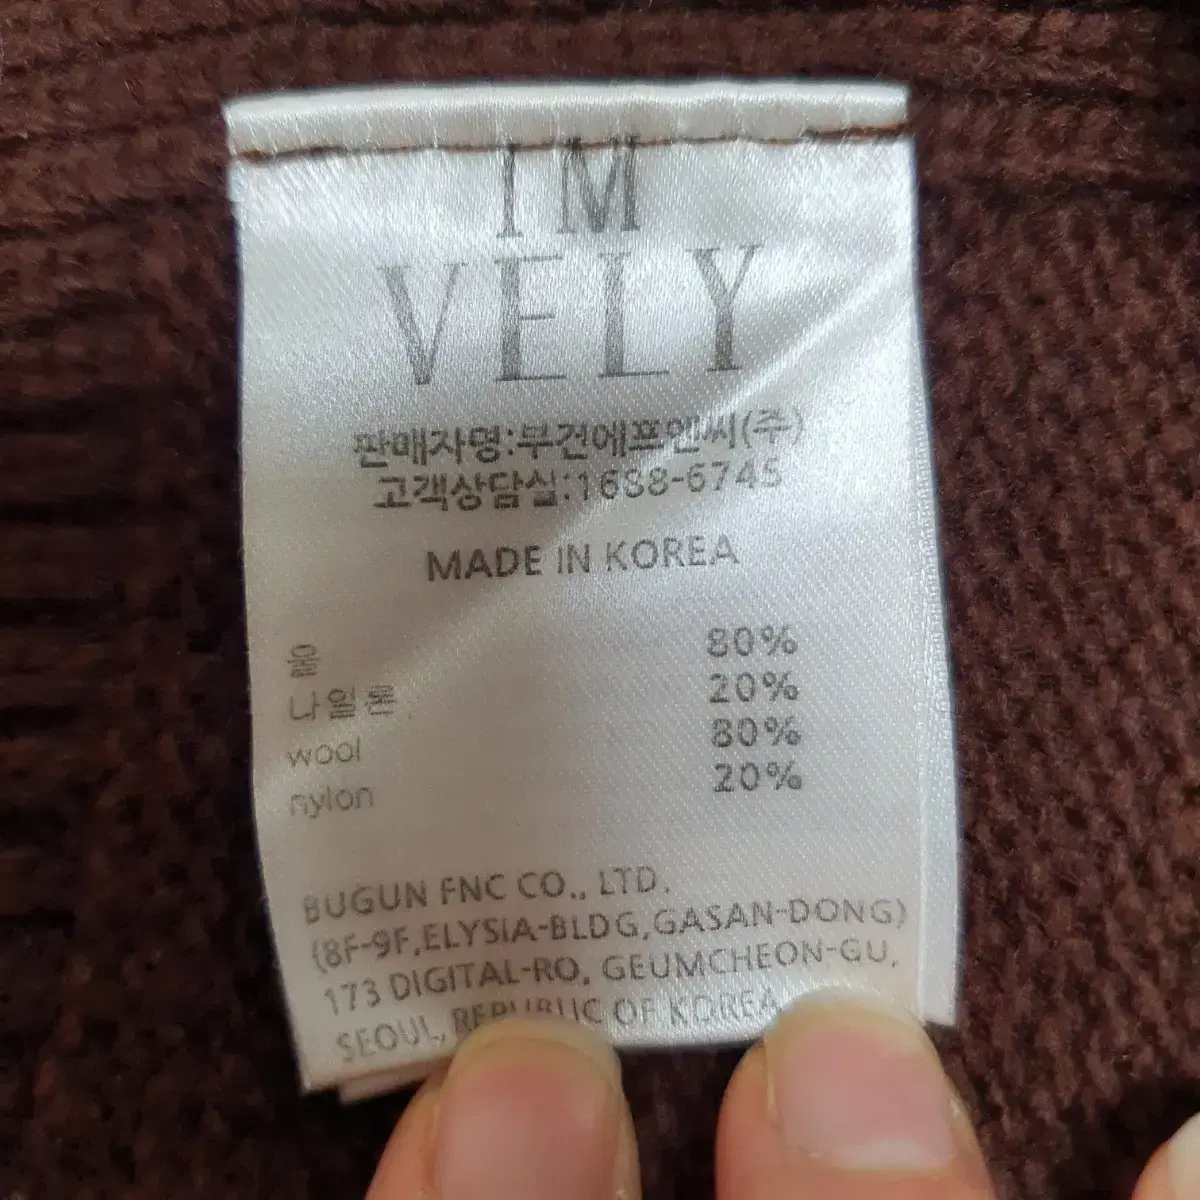 IM
VELY
판매자명:부건에프엔씨(주)
고객상담실:1688-6745
MADE IN KOREA
울 80%
나일론 20%
wool 80%
nylon 20%
BUGUN FNC CO., LTD.
(8F-9F,ELYSIA-BLDG,GASAN-DONG)
173 DIGITAL-RO, GEUMCHEON-GU,
SEOUL, REPUBLIC OF KOREA